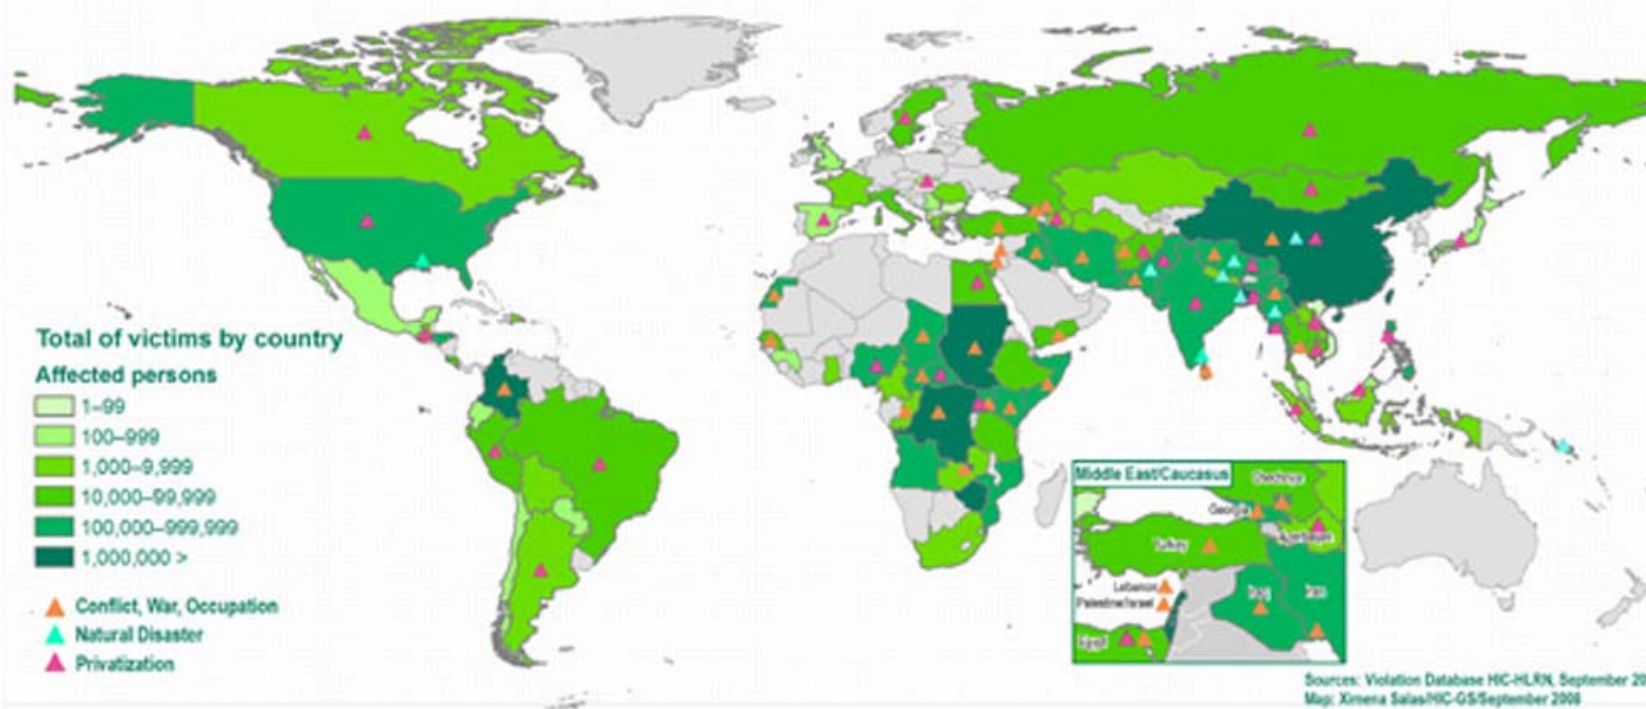 Total of victims by country
Affected persons
1–99
100–999
1,000–9,999
10,000–99,999
100,000–999,999
1,000,000 >
Conflict, War, Occupation
Natural Disaster
Privatization
Middle East/Caucasus
Georgia
Azerbaijan
Turkey
Lebanon
Palestine/Israel
Iraq
Iran
Egypt
Sources: Violation Database HIC-HLRN, September 20
Map: Ximena Salas/HIC-GS/September 2008